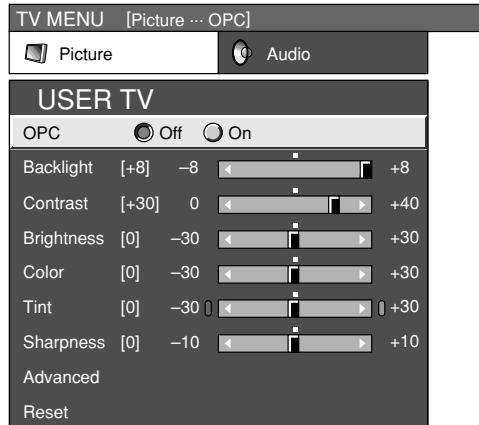 TV MENU [Picture ··· OPC]
Picture Audio
USER TV
OPC Off On
Backlight [+8] –8 +8
Contrast [+30] 0 +40
Brightness [0] –30 +30
Color [0] –30 +30
Tint [0] –30 +30
Sharpness [0] –10 +10
Advanced
Reset